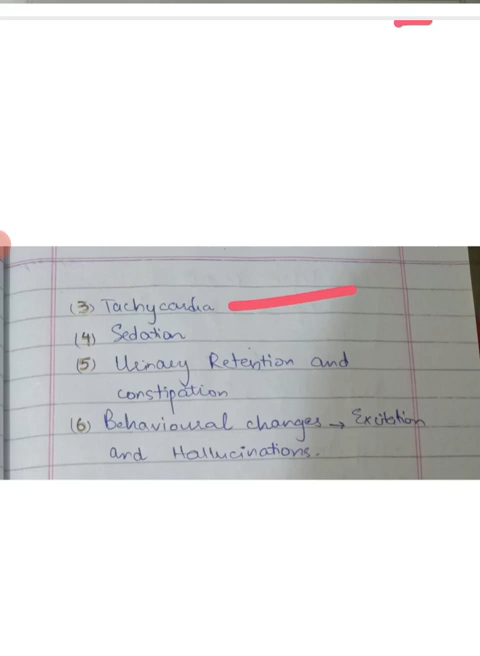 (3) Tachycardia
(4) Sedation
(5) Urinary Retention and
constipation
(6) Behavioural changes → Excitation
and Hallucinations.